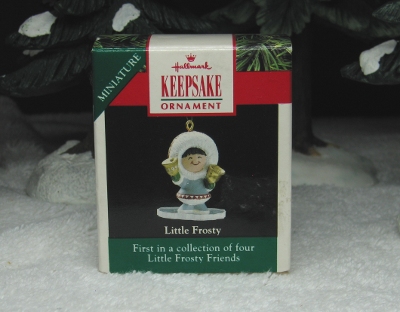 MINIATURE
Hallmark
KEEPSAKE
ORNAMENT
Little Frosty
First in a collection of four
Little Frosty Friends